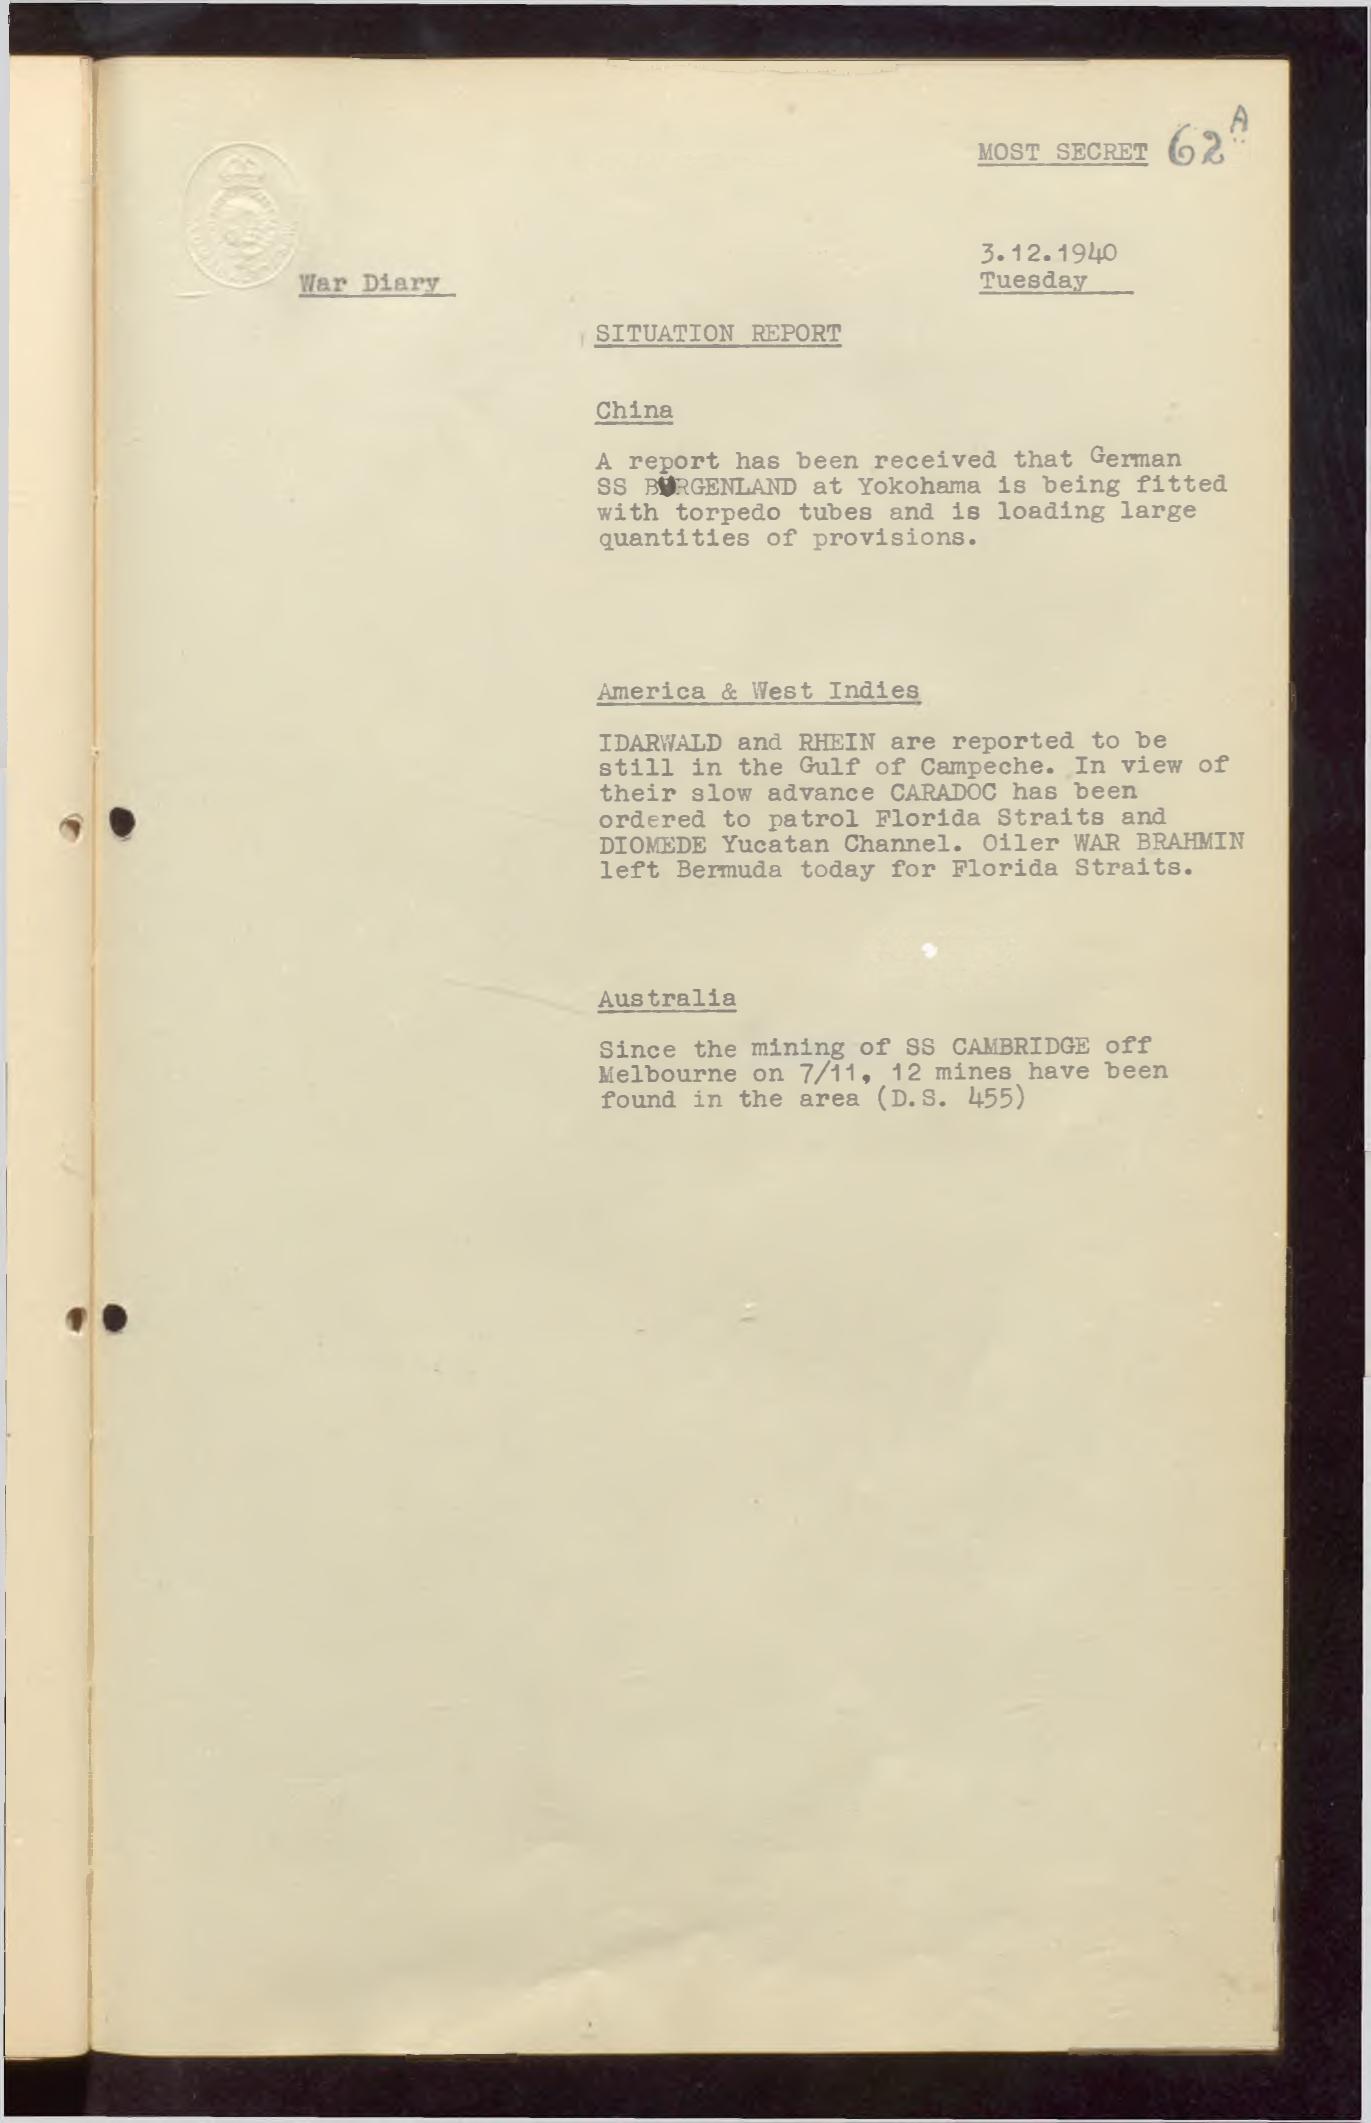 MOST SECRET 62 A
3.12.1940
Tuesday
War Diary
SITUATION REPORT
China
A report has been received that German
SS BURGENLAND at Yokohama is being fitted
with torpedo tubes and is loading large
quantities of provisions.
America & West Indies
IDARWALD and RHEIN are reported to be
still in the Gulf of Campeche. In view of
their slow advance CARADOC has been
ordered to patrol Florida Straits and
DIOMEDE Yucatan Channel. Oiler WAR BRAHMIN
left Bermuda today for Florida Straits.
Australia
Since the mining of SS CAMBRIDGE off
Melbourne on 7/11, 12 mines have been
found in the area (D.S. 455)